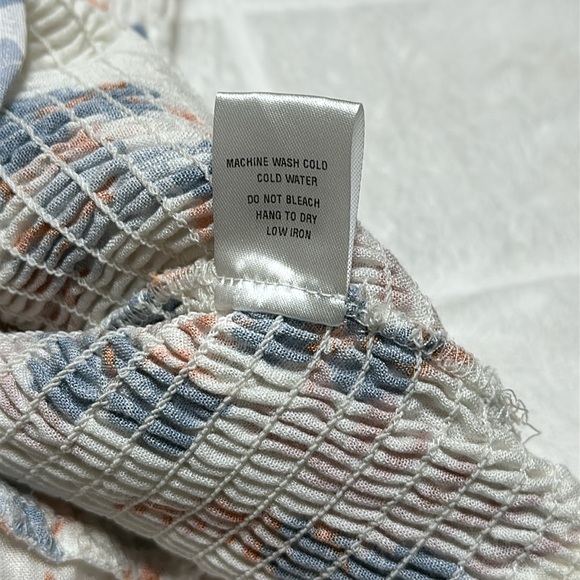 MACHINE WASH COLD
COLD WATER
DO NOT BLEACH
HANG TO DRY
LOW IRON